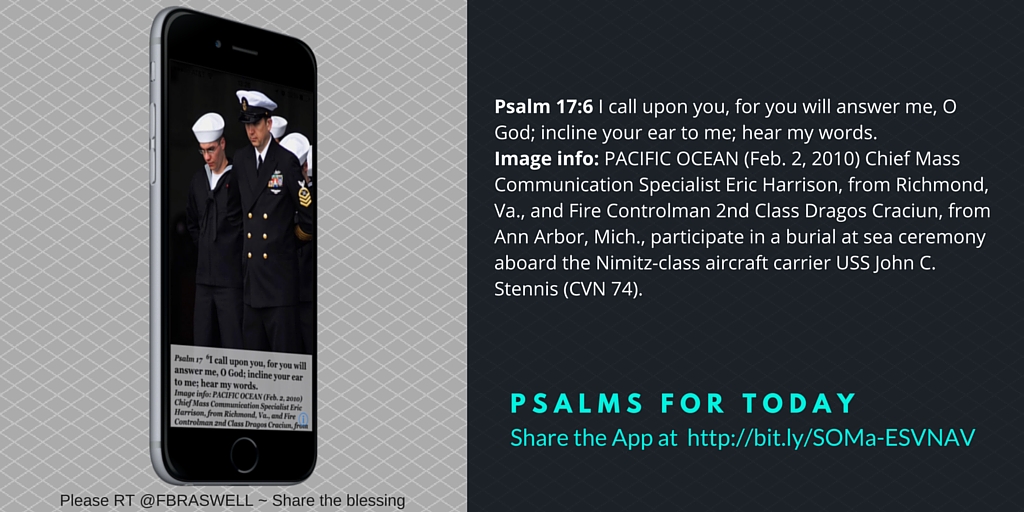 Psalm 17 ⁶I call upon you, for you will
answer me, O God; incline your ear
to me; hear my words.
Image info: PACIFIC OCEAN (Feb. 2, 2010)
Chief Mass Communication Specialist Eric
Harrison, from Richmond, Va., and Fire
Controlman 2nd Class Dragos Craciun, from
Please RT @FBRASWELL ~ Share the blessing
Psalm 17:6 I call upon you, for you will answer me, O
God; incline your ear to me; hear my words.
Image info: PACIFIC OCEAN (Feb. 2, 2010) Chief Mass
Communication Specialist Eric Harrison, from Richmond,
Va., and Fire Controlman 2nd Class Dragos Craciun, from
Ann Arbor, Mich., participate in a burial at sea ceremony
aboard the Nimitz-class aircraft carrier USS John C.
Stennis (CVN 74).
PSALMS FOR TODAY
Share the App at http://bit.ly/SOMa-ESVNAV